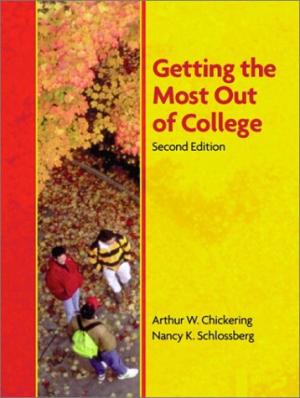 Getting the
Most Out
of College
Second Edition
Arthur W. Chickering
Nancy K. Schlossberg